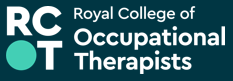 RC
OT
Royal College of
Occupational
Therapists